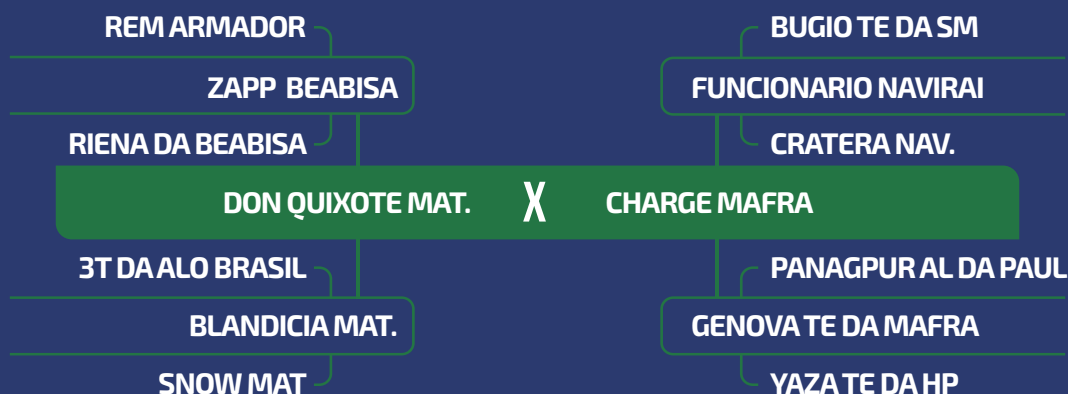 REM ARMADOR
BUGIO TE DA SM
ZAPP BEABISA
FUNCIONARIO NAVIRAI
RIENA DA BEABISA
CRATERA NAV.
DON QUIXOTE MAT. X CHARGE MAFRA
3T DA ALO BRASIL
PANAGPUR AL DA PAUL
BLANDICIA MAT.
GENOVA TE DA MAFRA
SNOW MAT
YAZA TE DA HP